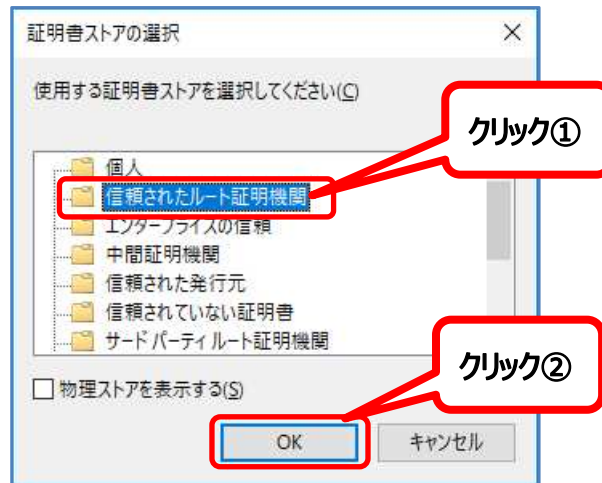 証明書ストアの選択
使用する証明書ストアを選択してください(C)
クリック①
個人
信頼されたルート証明機関
エンタープライズの信頼
中間証明機関
信頼された発行元
信頼されていない証明書
サード パーティ ルート証明機関
クリック②
物理ストアを表示する(S)
OK
キャンセル